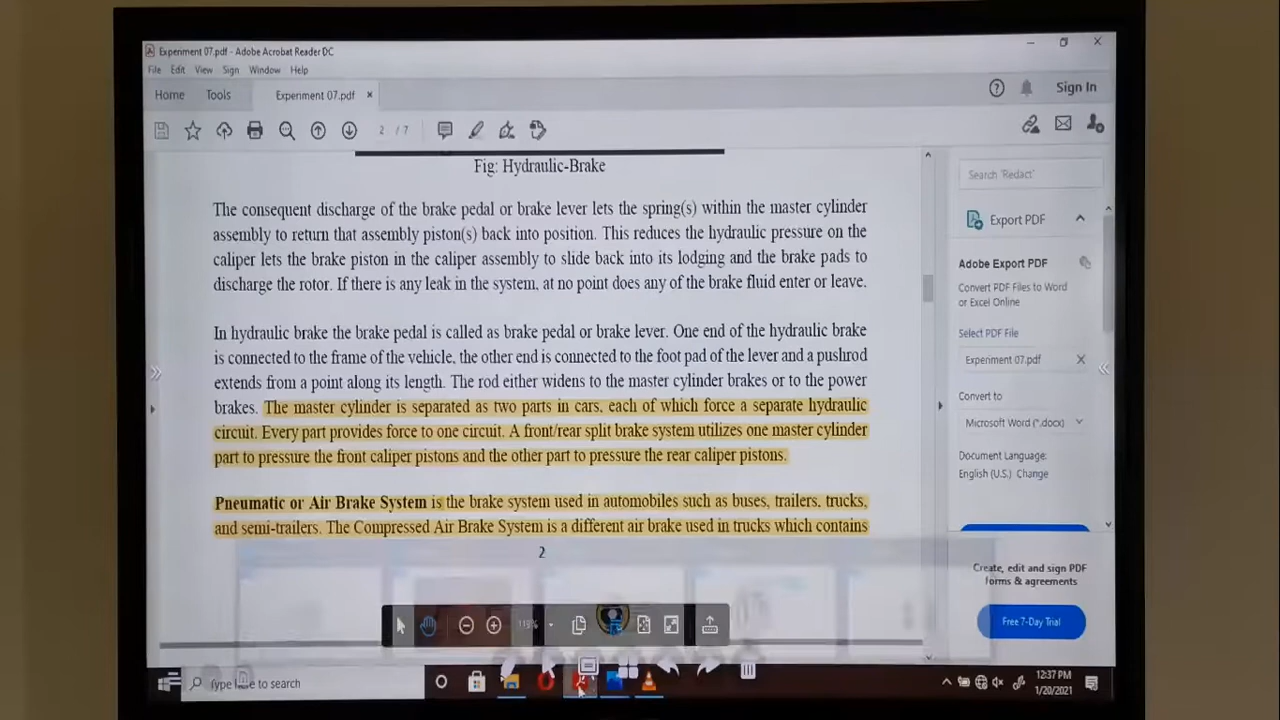 Experiment 07.pdf - Adobe Acrobat Reader DC
File Edit View Sign Window Help
Home Tools Experiment 07.pdf ×
Sign In
2 / 7
Search 'Redact'
Export PDF
Adobe Export PDF
Convert PDF Files to Word
or Excel Online
Select PDF File
Experiment 07.pdf
Convert to
Microsoft Word (*.docx)
Document Language:
English (U.S.) Change
Create, edit and sign PDF
forms & agreements
Free 7-Day Trial
Fig: Hydraulic-Brake
The consequent discharge of the brake pedal or brake lever lets the spring(s) within the master cylinder
assembly to return that assembly piston(s) back into position. This reduces the hydraulic pressure on the
caliper lets the brake piston in the caliper assembly to slide back into its lodging and the brake pads to
discharge the rotor. If there is any leak in the system, at no point does any of the brake fluid enter or leave.
In hydraulic brake the brake pedal is called as brake pedal or brake lever. One end of the hydraulic brake
is connected to the frame of the vehicle, the other end is connected to the foot pad of the lever and a pushrod
extends from a point along its length. The rod either widens to the master cylinder brakes or to the power
brakes. The master cylinder is separated as two parts in cars, each of which force a separate hydraulic
circuit. Every part provides force to one circuit. A front/rear split brake system utilizes one master cylinder
part to pressure the front caliper pistons and the other part to pressure the rear caliper pistons.
Pneumatic or Air Brake System is the brake system used in automobiles such as buses, trailers, trucks,
and semi-trailers. The Compressed Air Brake System is a different air brake used in trucks which contains
2
Type here to search
12:37 PM
1/20/2021